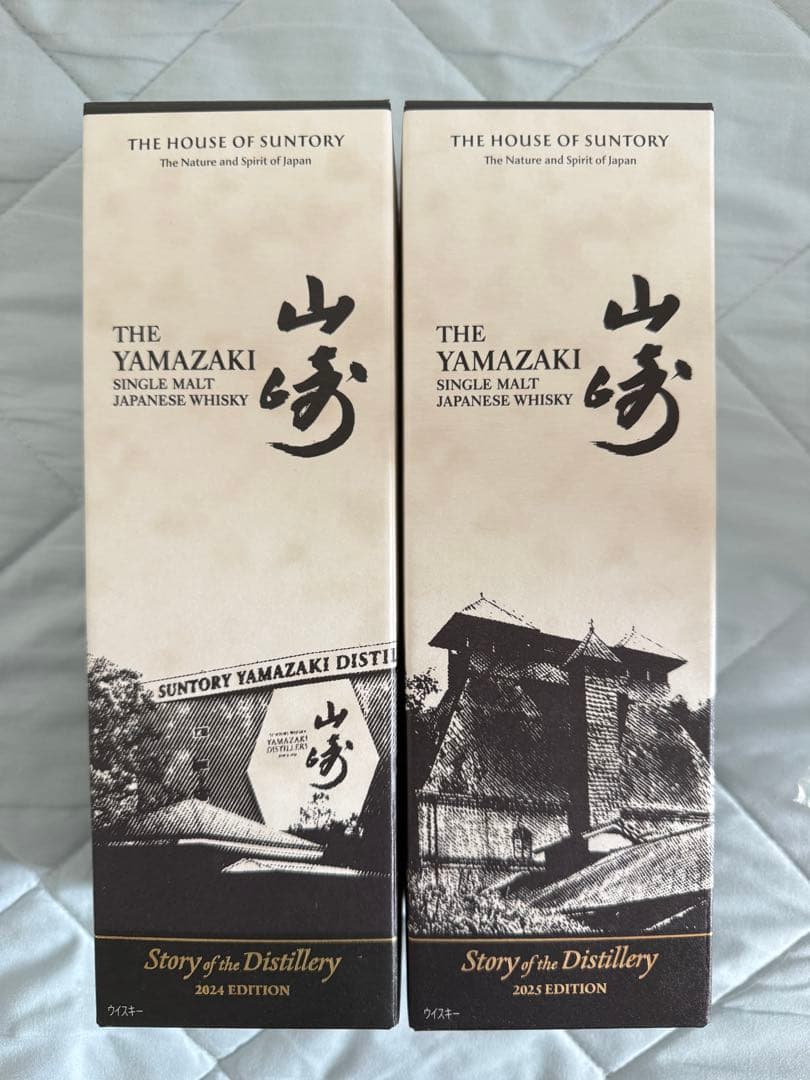 THE HOUSE OF SUNTORY
The Nature and Spirit of Japan
THE
YAMAZAKI
SINGLE MALT
JAPANESE WHISKY
山崎
SUNTORY YAMAZAKI DISTIL
YAMAZAKI
DISTILLERY
山崎
Story of the Distillery
2024 EDITION
ウイスキー
THE HOUSE OF SUNTORY
The Nature and Spirit of Japan
THE
YAMAZAKI
SINGLE MALT
JAPANESE WHISKY
山崎
Story of the Distillery
2025 EDITION
ウイスキー